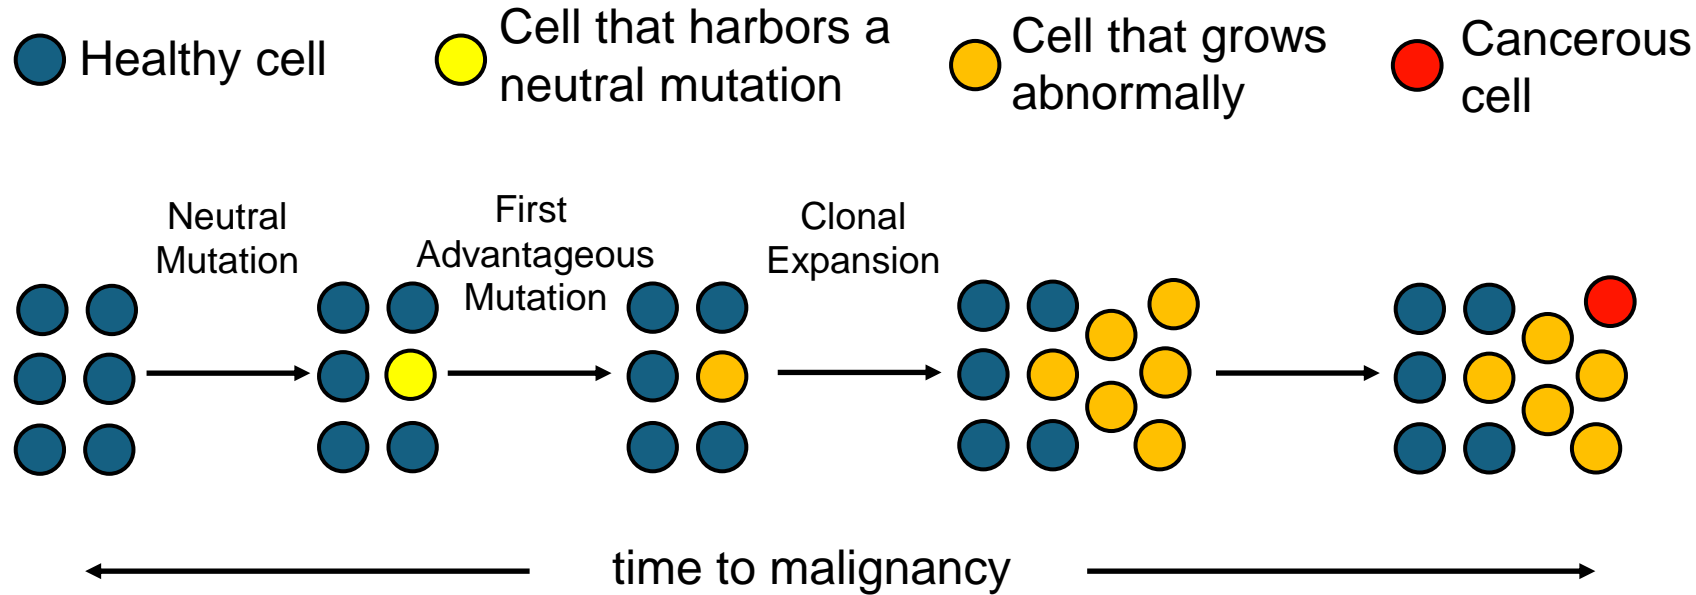 Healthy cell
Cell that harbors a
neutral mutation
Cell that grows
abnormally
Cancerous
cell
Neutral
Mutation
First
Advantageous
Mutation
Clonal
Expansion
time to malignancy